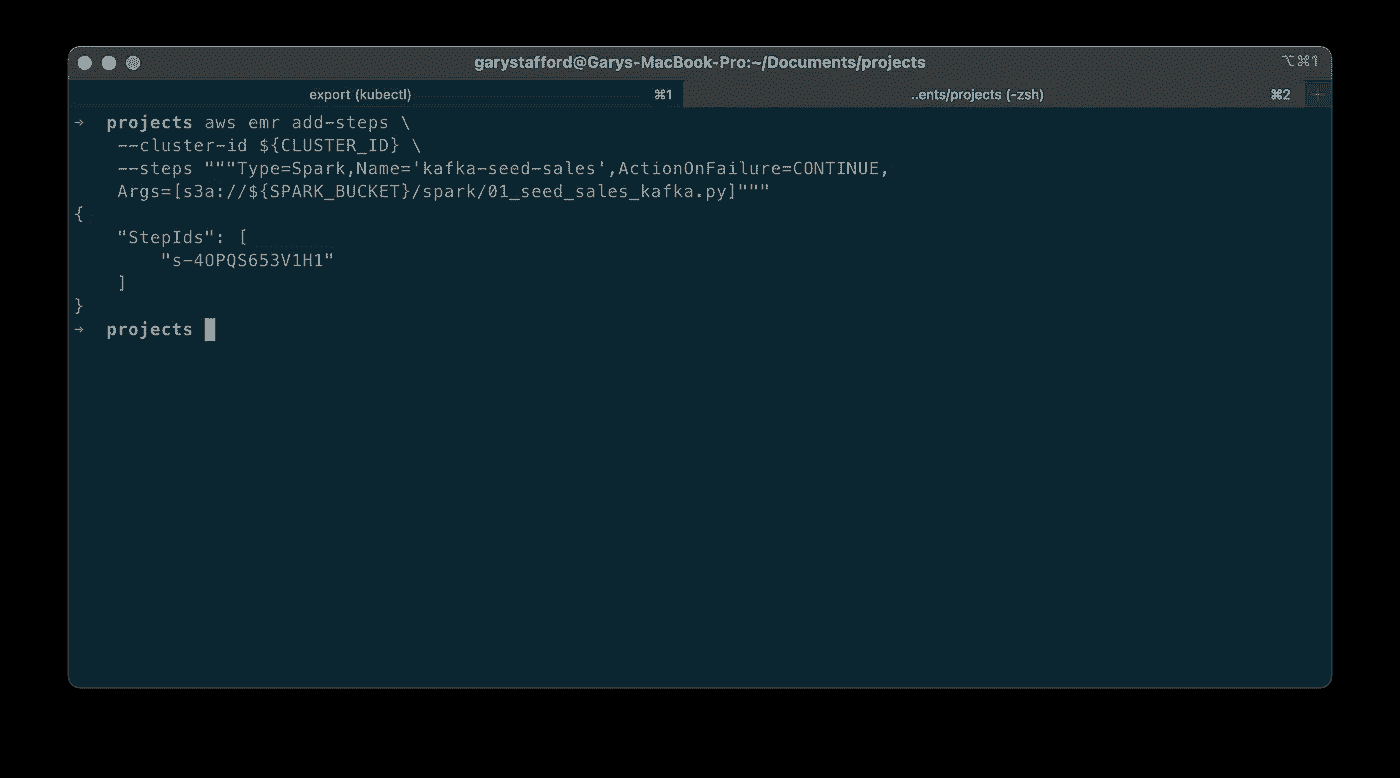 garystafford@Garys-MacBook-Pro:~/Documents/projects ⌥⌘1
export (kubectl) ⌘1 ..ents/projects (-zsh) ⌘2 +
→ projects aws emr add-steps \
--cluster-id ${CLUSTER_ID} \
--steps """Type=Spark,Name='kafka-seed-sales',ActionOnFailure=CONTINUE,
Args=[s3a://${SPARK_BUCKET}/spark/01_seed_sales_kafka.py]"""
{
"StepIds": [
"s-4OPQS653V1H1"
]
}
→ projects